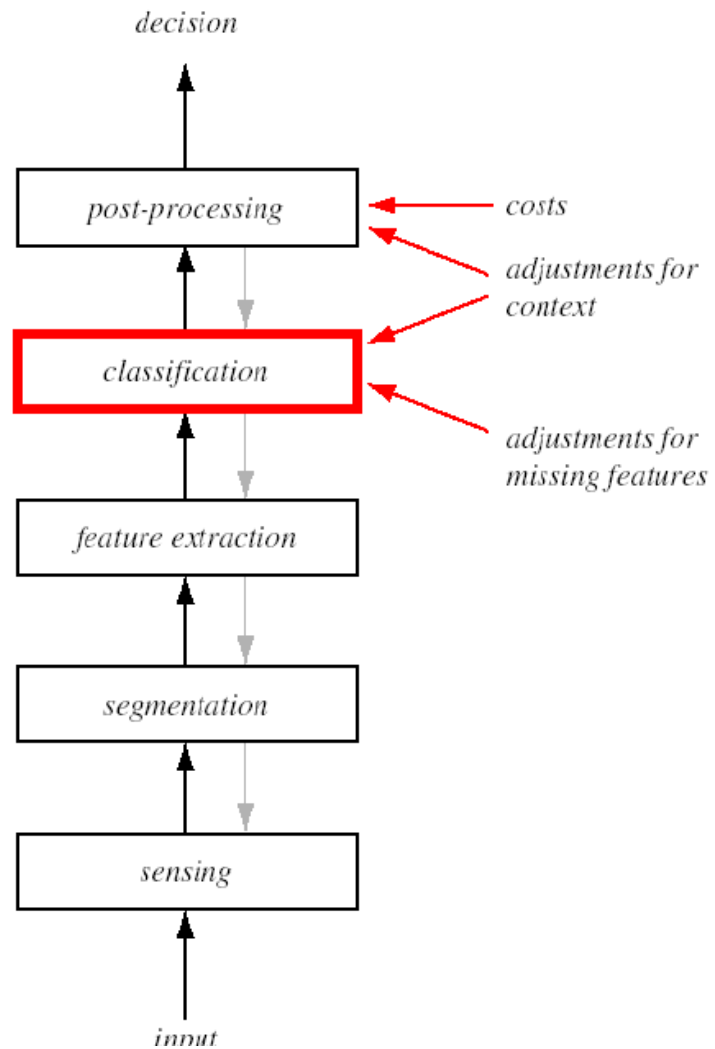 decision
post-processing
costs
adjustments for
context
classification
adjustments for
missing features
feature extraction
segmentation
sensing
input